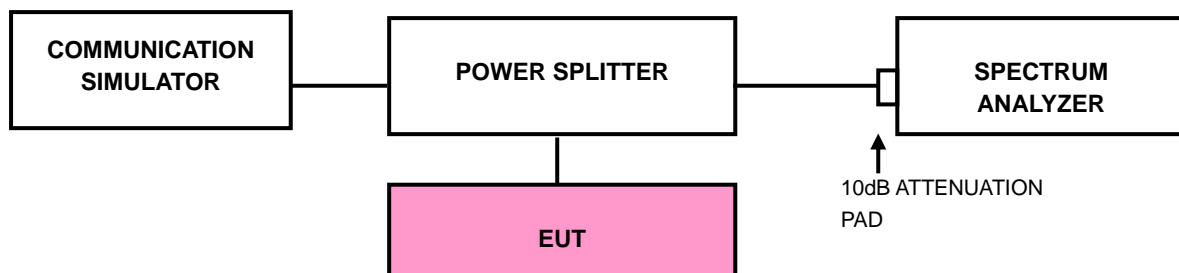 COMMUNICATION
SIMULATOR
POWER SPLITTER
SPECTRUM
ANALYZER
10dB ATTENUATION
PAD
EUT